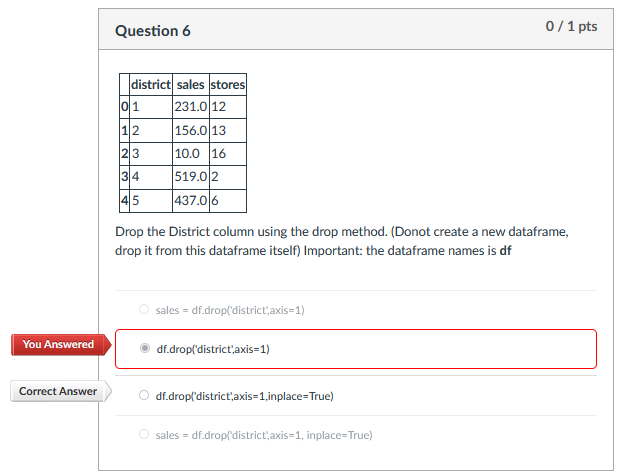 Question 6
0 / 1 pts
district sales stores
0 1 231.0 12
1 2 156.0 13
2 3 10.0 16
3 4 519.0 2
4 5 437.0 6
Drop the District column using the drop method. (Donot create a new dataframe,
drop it from this dataframe itself) Important: the dataframe names is df
sales = df.drop('district',axis=1)
You Answered
df.drop('district',axis=1)
Correct Answer
df.drop('district',axis=1,inplace=True)
sales = df.drop('district',axis=1, inplace=True)